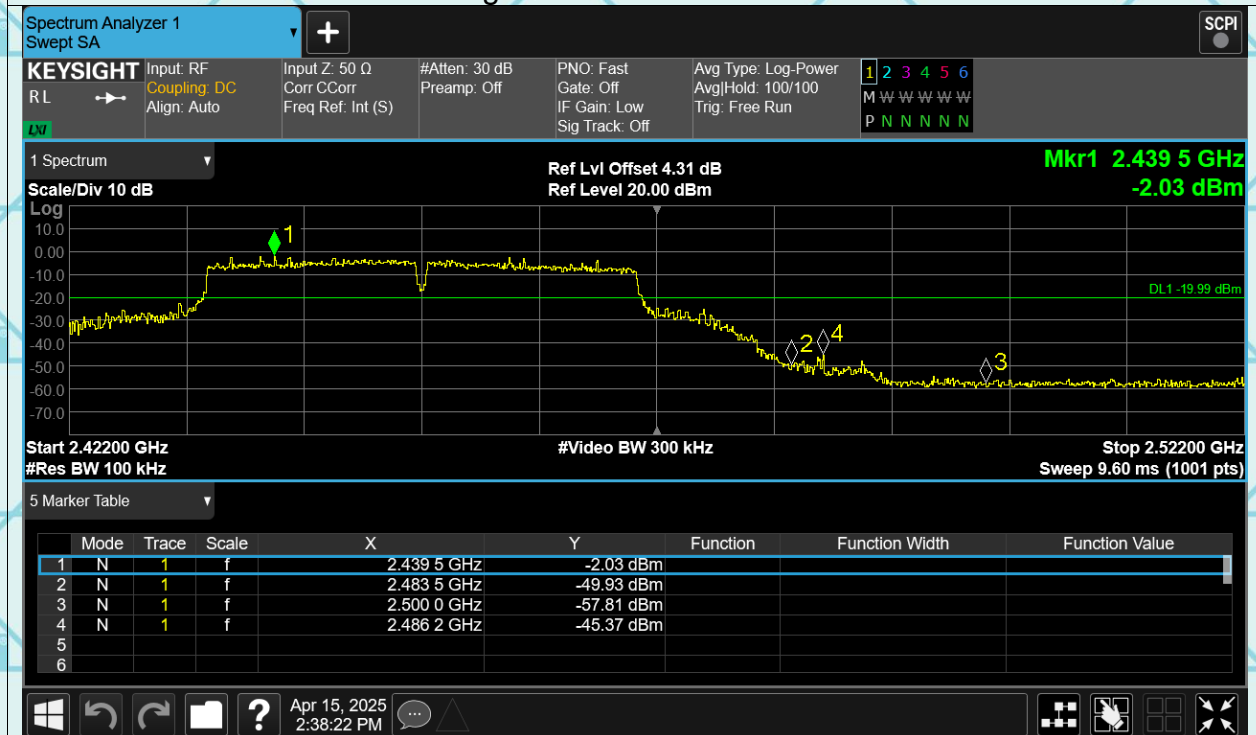 Spectrum Analyzer 1
Swept SA
+
SCPI
KEYSIGHT
RL
LXI
Input: RF
Coupling: DC
Align: Auto
Input Z: 50 Ω
Corr CCorr
Freq Ref: Int (S)
#Atten: 30 dB
Preamp: Off
PNO: Fast
Gate: Off
IF Gain: Low
Sig Track: Off
Avg Type: Log-Power
Avg|Hold: 100/100
Trig: Free Run
1 2 3 4 5 6
M W W W W W
P N N N N N
1 Spectrum
Scale/Div 10 dB
Log
Ref Lvl Offset 4.31 dB
Ref Level 20.00 dBm
Mkr1 2.439 5 GHz
-2.03 dBm
10.0
0.00
-10.0
-20.0
-30.0
-40.0
-50.0
-60.0
-70.0
1
2
4
3
DL1 -19.99 dBm
Start 2.42200 GHz
#Res BW 100 kHz
#Video BW 300 kHz
Stop 2.52200 GHz
Sweep 9.60 ms (1001 pts)
5 Marker Table
Mode Trace Scale X Y Function Function Width Function Value
1 N 1 f 2.439 5 GHz -2.03 dBm
2 N 1 f 2.483 5 GHz -49.93 dBm
3 N 1 f 2.500 0 GHz -57.81 dBm
4 N 1 f 2.486 2 GHz -45.37 dBm
5
6
?
Apr 15, 2025
2:38:22 PM